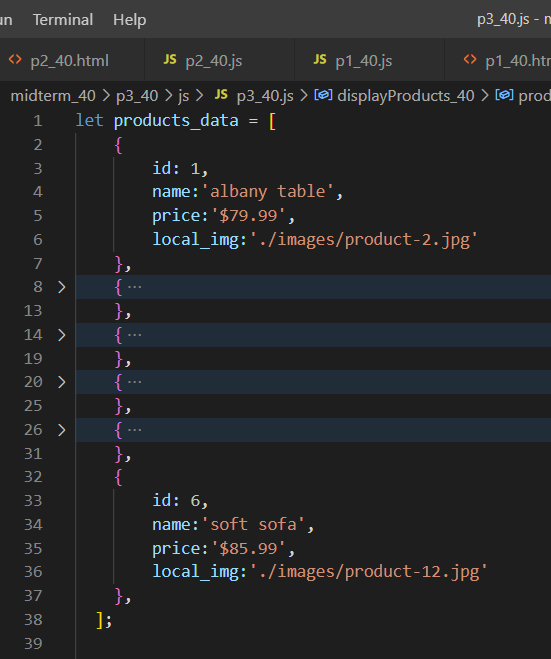 un Terminal Help p3_40.js - m
<> p2_40.html JS p2_40.js JS p1_40.js <> p1_40.htm
midterm_40 > p3_40 > js > JS p3_40.js > displayProducts_40 > prod
1 let products_data = [
2 {
3 id: 1,
4 name:'albany table',
5 price:'$79.99',
6 local_img:'./images/product-2.jpg'
7 },
8 > { ...
13 },
14 > { ...
19 },
20 > { ...
25 },
26 > { ...
31 },
32 {
33 id: 6,
34 name:'soft sofa',
35 price:'$85.99',
36 local_img:'./images/product-12.jpg'
37 },
38 ];
39